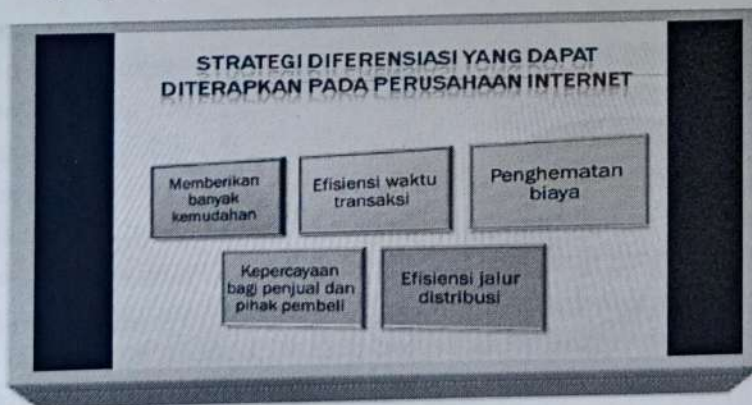 STRATEGI DIFERENSIASI YANG DAPAT
DITERAPKAN PADA PERUSAHAAN INTERNET
Memberikan
banyak
kemudahan
Efisiensi waktu
transaksi
Penghematan
biaya
Kepercayaan
bagi penjual dan
pihak pembeli
Efisiensi jalur
distribusi